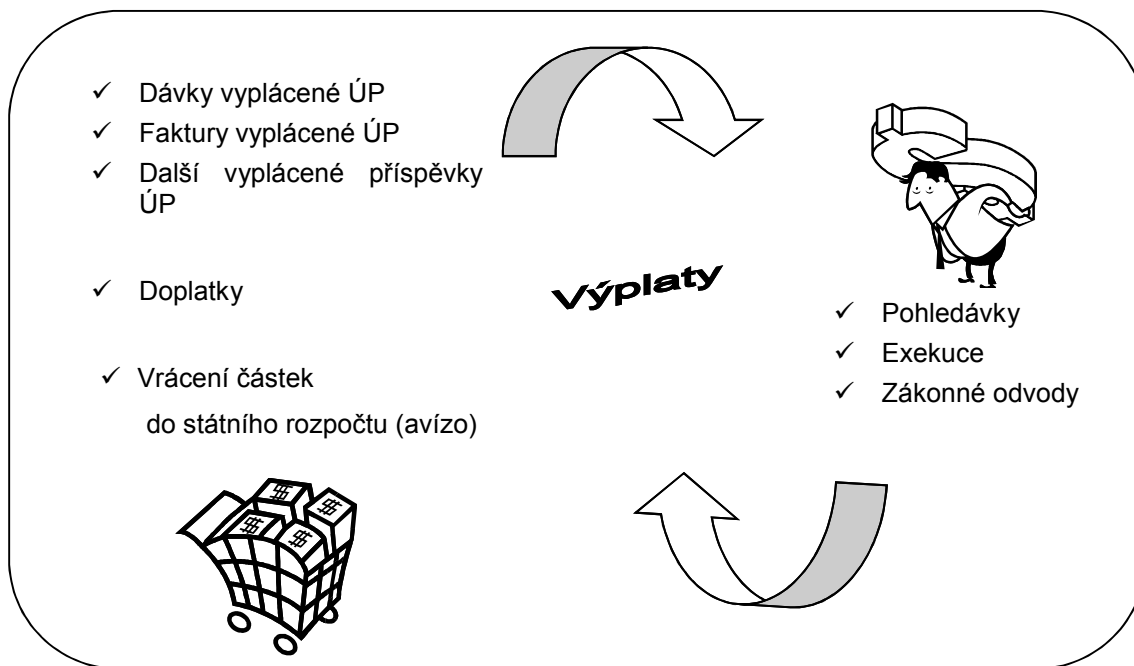 ✓ Dávky vyplácené ÚP
✓ Faktury vyplácené ÚP
✓ Další vyplácené příspěvky
ÚP
✓ Doplatky
✓ Vrácení částek
do státního rozpočtu (avízo)
$ $ $ $
Výplaty
✓ Pohledávky
✓ Exekuce
✓ Zákonné odvody